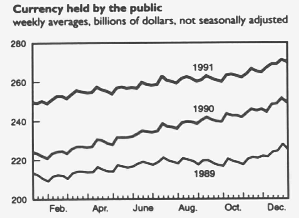 Currency held by the public
weekly averages, billions of dollars, not seasonally adjusted
280
260
240
220
200
1991
1990
1989
Feb. Apr. June Aug. Oct. Dec.